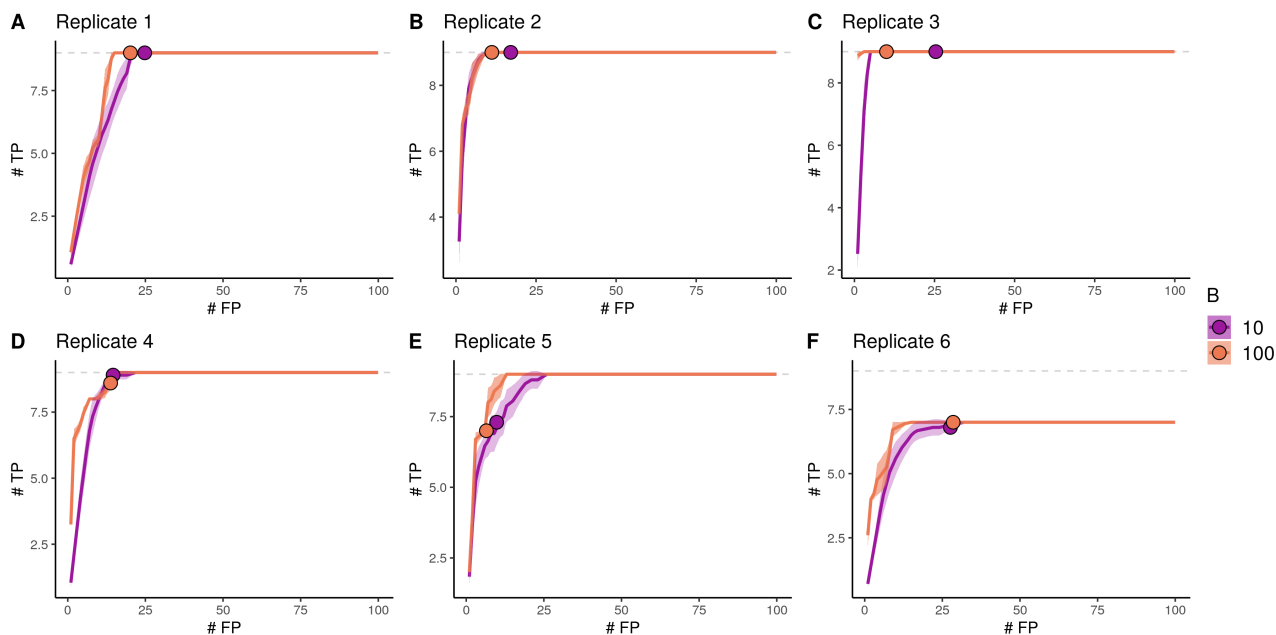 A Replicate 1
7.5
5.0
2.5
# TP
0 25 50 75 100
# FP
B Replicate 2
8
6
4
# TP
0 25 50 75 100
# FP
C Replicate 3
8
6
4
2
# TP
0 25 50 75 100
# FP
D Replicate 4
7.5
5.0
2.5
# TP
0 25 50 75 100
# FP
E Replicate 5
7.5
5.0
2.5
# TP
0 25 50 75 100
# FP
F Replicate 6
7.5
5.0
2.5
# TP
0 25 50 75 100
# FP
B
10
100